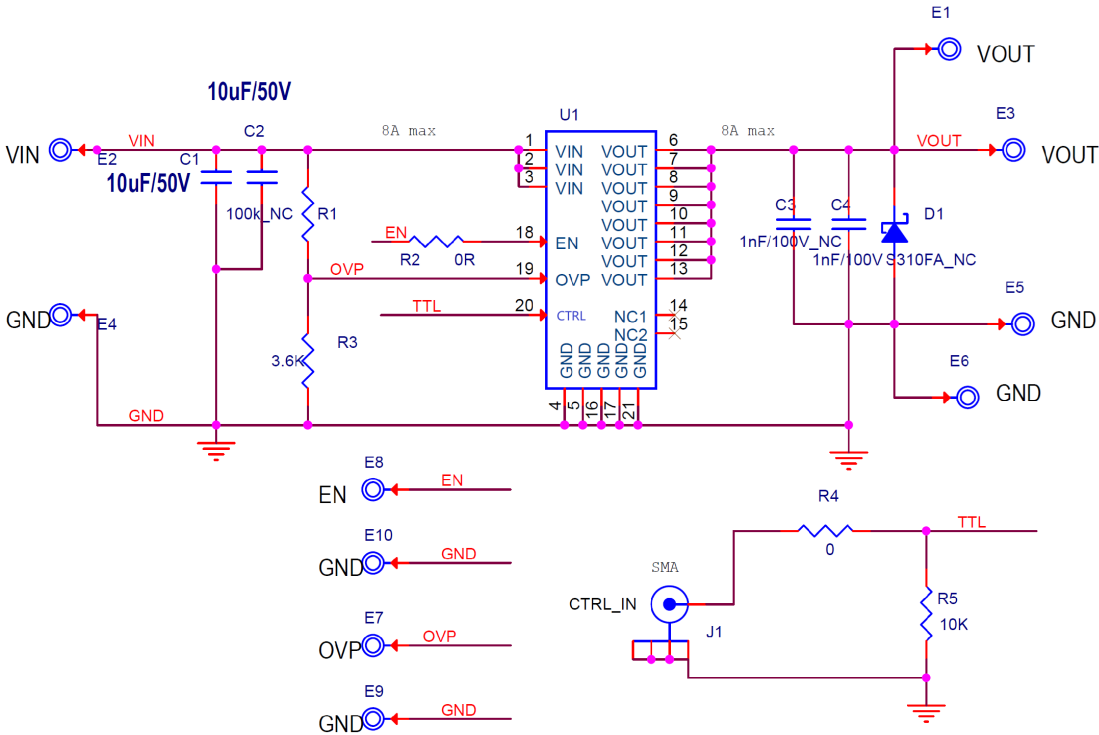 E1
VOUT
10uF/50V
U1
E3
C2
8A max
8A max
VIN
VIN
E2
C1
1
VIN
VOUT
6
VOUT
VOUT
2
VIN
VOUT
7
3
VIN
VOUT
8
10uF/50V
VOUT
9
100k_NC
R1
VOUT
10
C3
C4
D1
EN
18
EN
VOUT
11
1nF/100V_NC
R2
0R
VOUT
12
1nF/100V
S310FA_NC
OVP
19
OVP
VOUT
13
E5
GND
E4
TTL
20
CTRL
NC1
14
GND
NC2
15
R3
3.6K
GND
GND
GND
GND
GND
E6
GND
4
5
16
17
21
GND
E8
EN
EN
R4
E10
GND
GND
0
TTL
SMA
CTRL_IN
J1
R5
10K
E7
OVP
OVP
E9
GND
GND